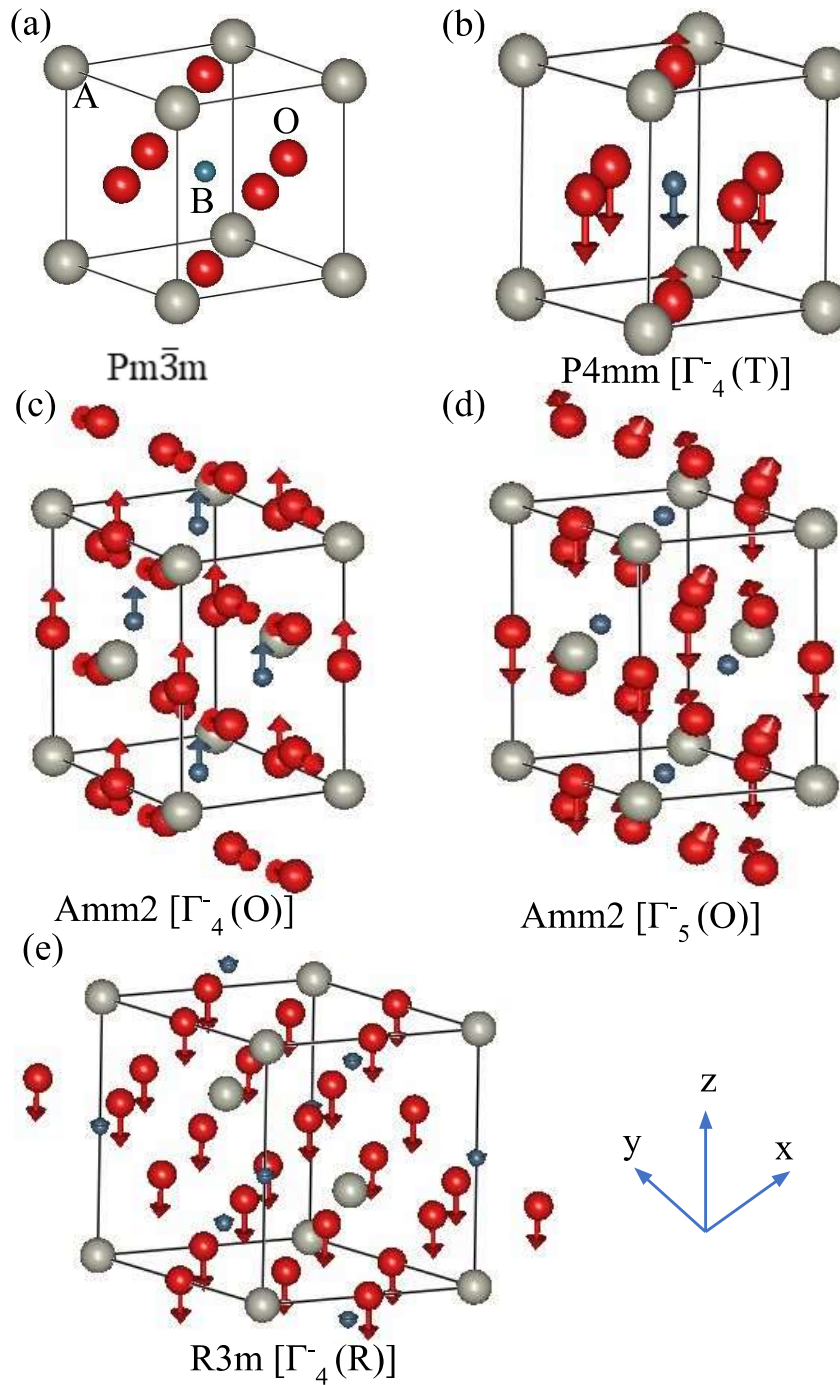 (a)
A
O
B
Pm3̅m
(b)
P4mm [Γ⁻₄(T)]
(c)
Amm2 [Γ⁻₄(O)]
(d)
Amm2 [Γ⁻₅(O)]
(e)
R3m [Γ⁻₄(R)]
z
y
x